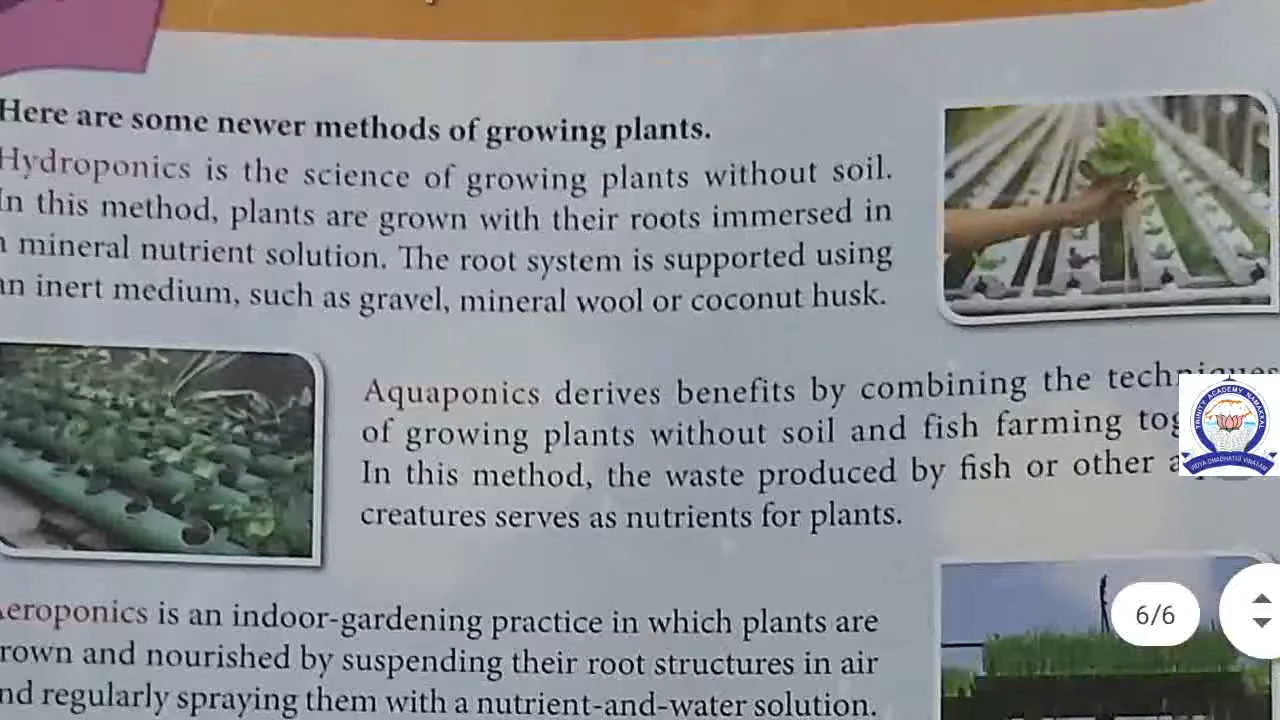 Here are some newer methods of growing plants.
Hydroponics is the science of growing plants without soil.
In this method, plants are grown with their roots immersed in
mineral nutrient solution. The root system is supported using
an inert medium, such as gravel, mineral wool or coconut husk.
Aquaponics derives benefits by combining the techniques
of growing plants without soil and fish farming
In this method, the waste produced by fish or other
creatures serves as nutrients for plants.
TRINITY ACADEMY, NAMAKKAL
Aeroponics is an indoor-gardening practice in which plants are
6/6
rown and nourished by suspending their root structures in air
nd regularly spraying them with a nutrient-and-water solution.